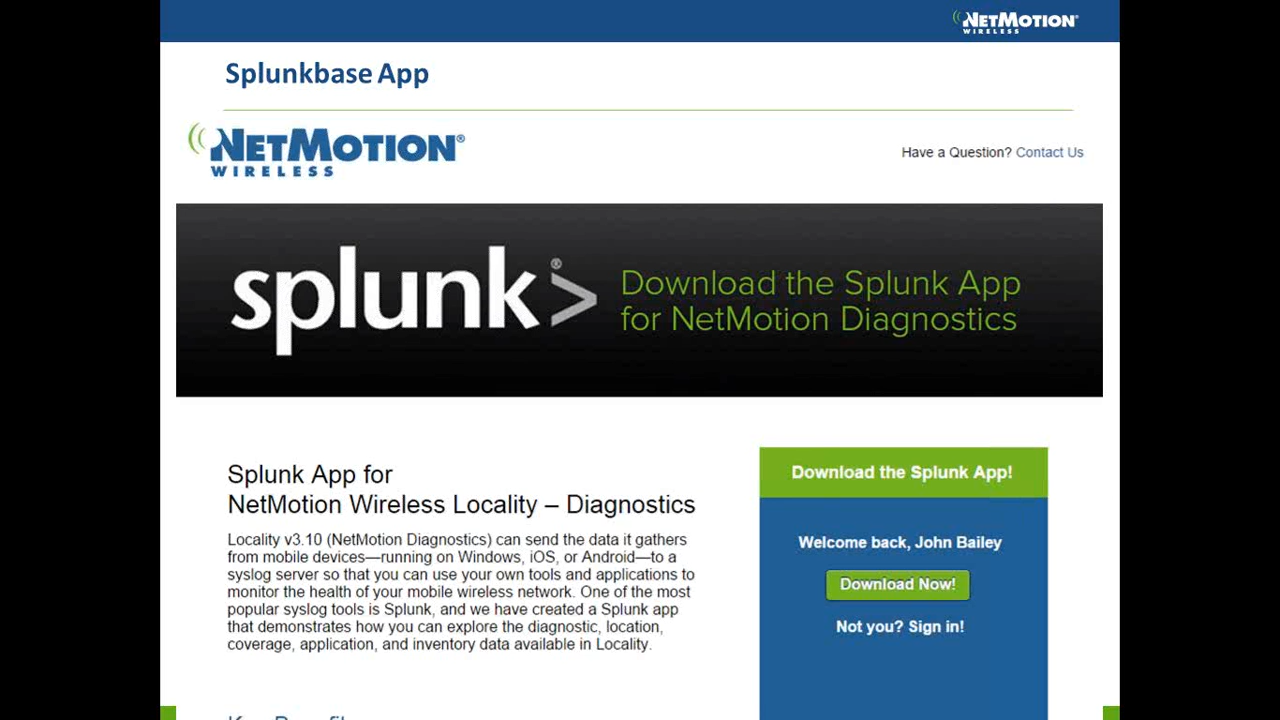 NETMOTION®
WIRELESS
Splunkbase App
NETMOTION®
WIRELESS
Have a Question? Contact Us
splunk>®
Download the Splunk App
for NetMotion Diagnostics
Splunk App for
NetMotion Wireless Locality – Diagnostics
Locality v3.10 (NetMotion Diagnostics) can send the data it gathers
from mobile devices—running on Windows, iOS, or Android—to a
syslog server so that you can use your own tools and applications to
monitor the health of your mobile wireless network. One of the most
popular syslog tools is Splunk, and we have created a Splunk app
that demonstrates how you can explore the diagnostic, location,
coverage, application, and inventory data available in Locality.
Download the Splunk App!
Welcome back, John Bailey
Download Now!
Not you? Sign in!